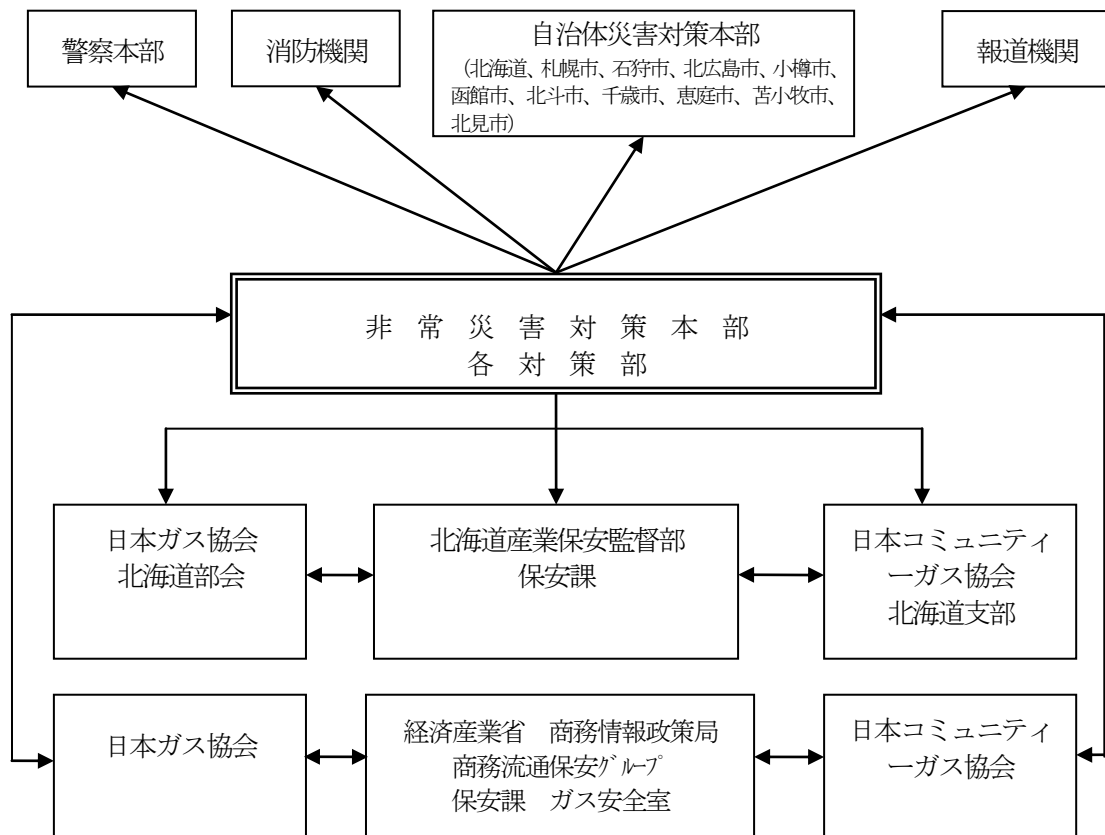 警察本部
消防機関
自治体災害対策本部
(北海道、札幌市、石狩市、北広島市、小樽市、
函館市、北斗市、千歳市、恵庭市、苫小牧市、
北見市)
報道機関
非常災害対策本部
各対策部
日本ガス協会
北海道部会
北海道産業保安監督部
保安課
日本コミュニティ
ーガス協会
北海道支部
日本ガス協会
経済産業省　商務情報政策局
商務流通保安グループ
保安課　ガス安全室
日本コミュニティ
ーガス協会